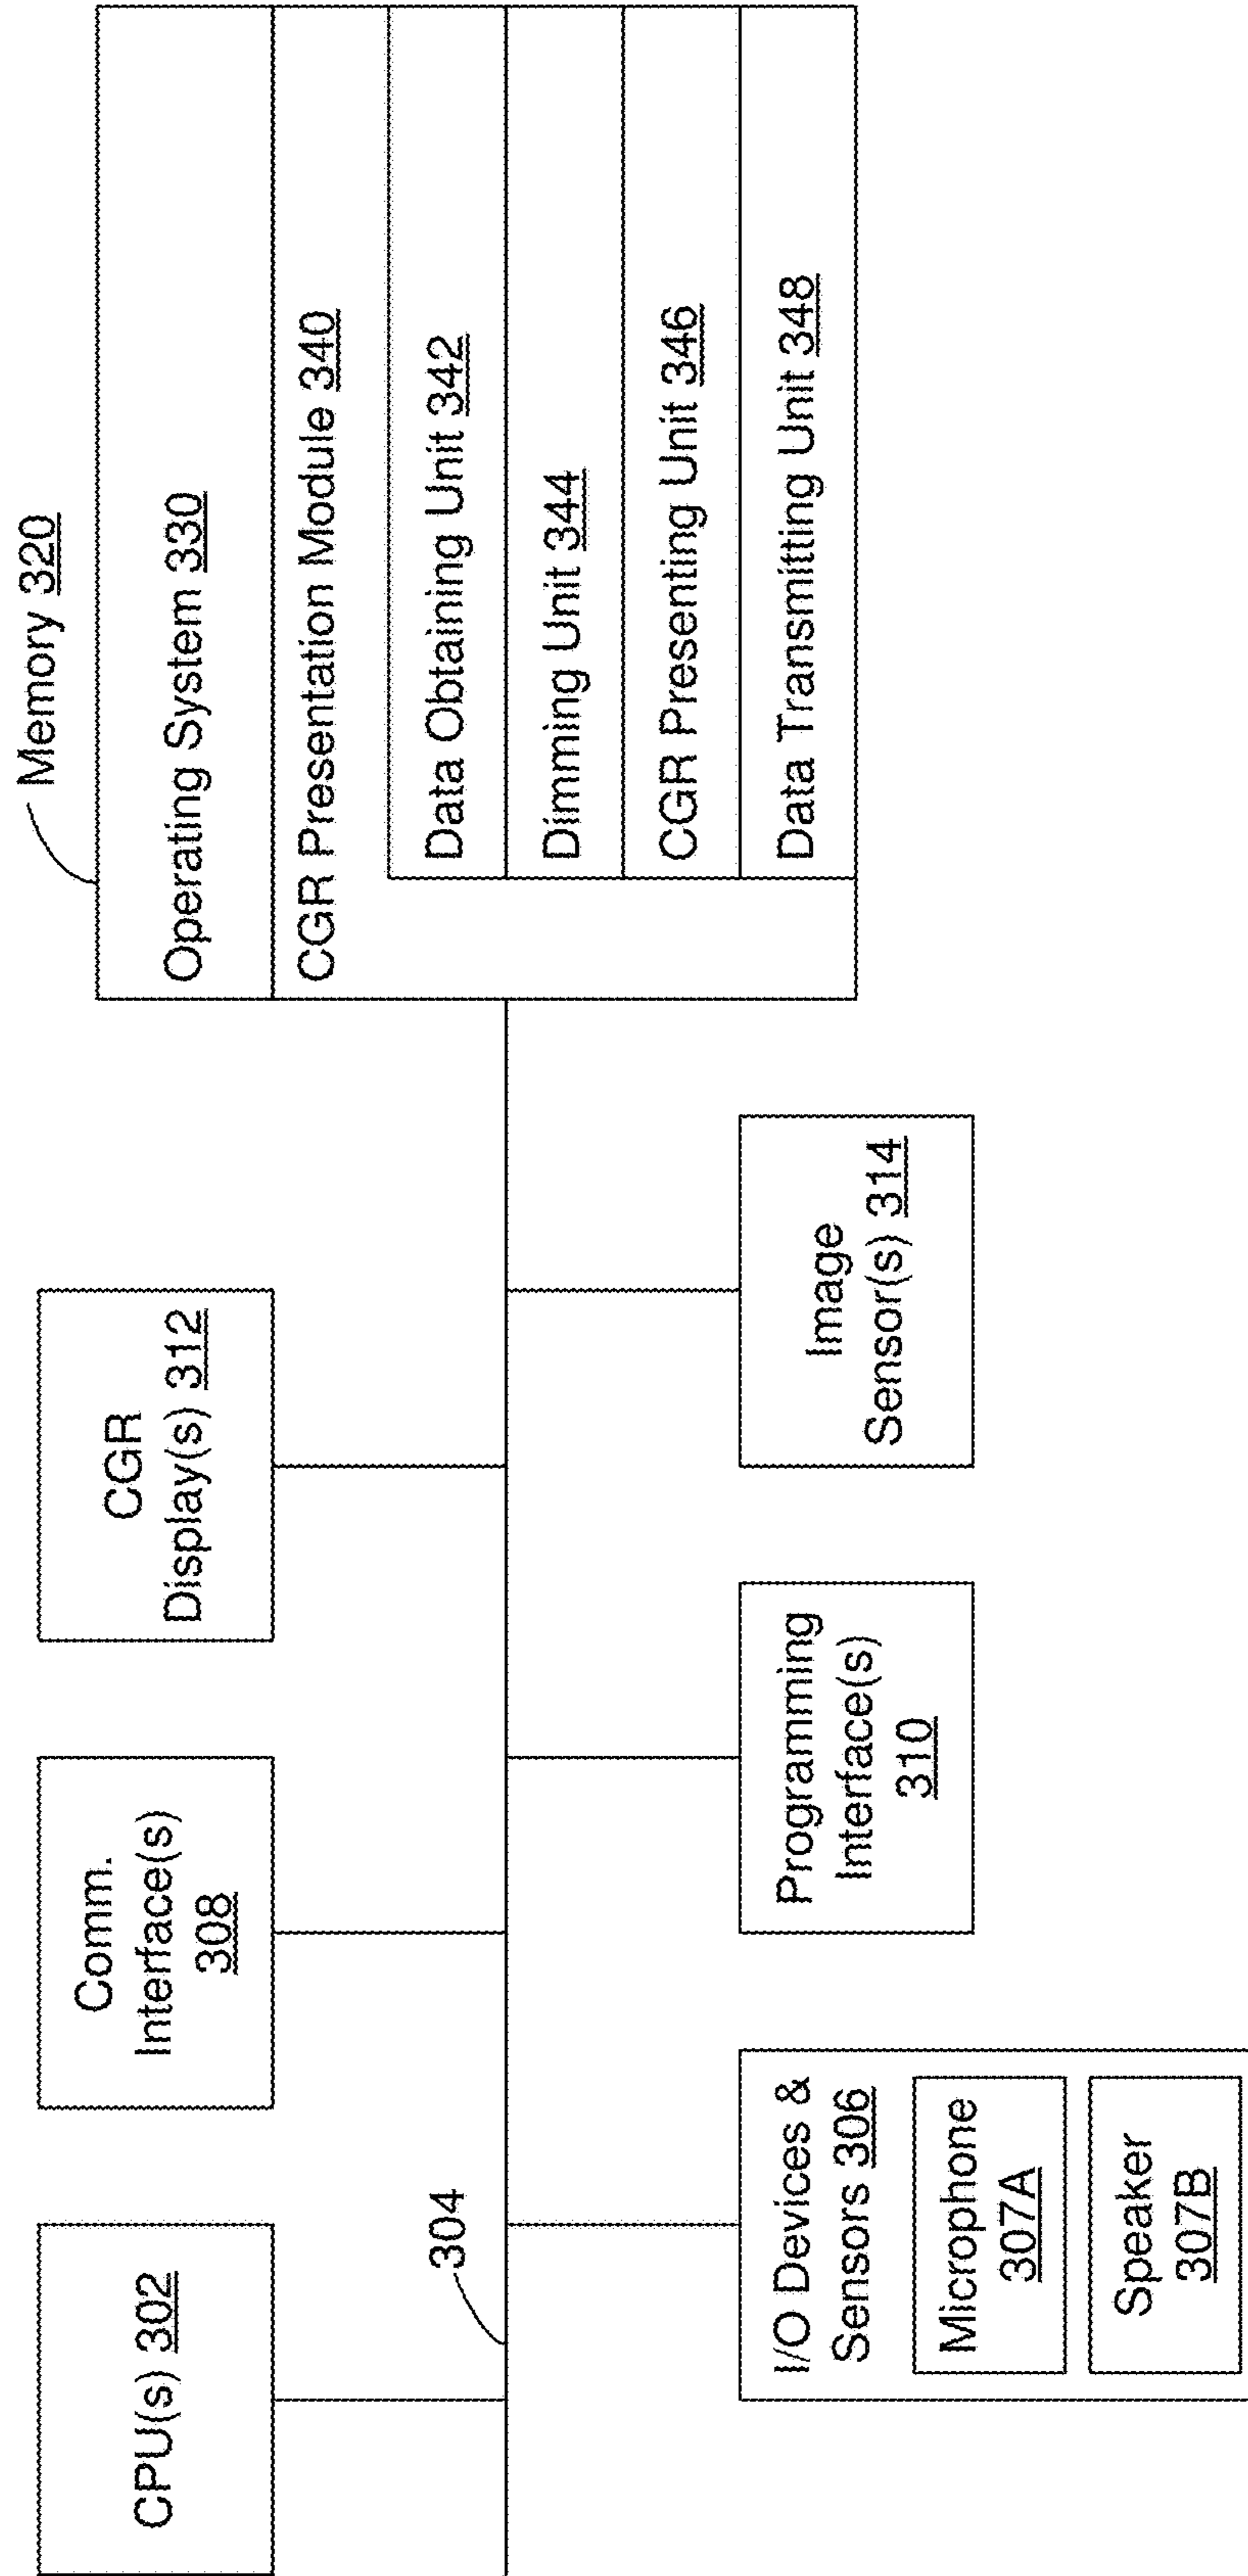 CPU(s) 302
Comm.
Interface(s)
308
CGR
Display(s) 312
Memory 320
Operating System 330
CGR Presentation Module 340
Data Obtaining Unit 342
Dimming Unit 344
CGR Presenting Unit 346
Data Transmitting Unit 348
304
I/O Devices &
Sensors 306
Microphone
307A
Speaker
307B
Programming
Interface(s)
310
Image
Sensor(s) 314